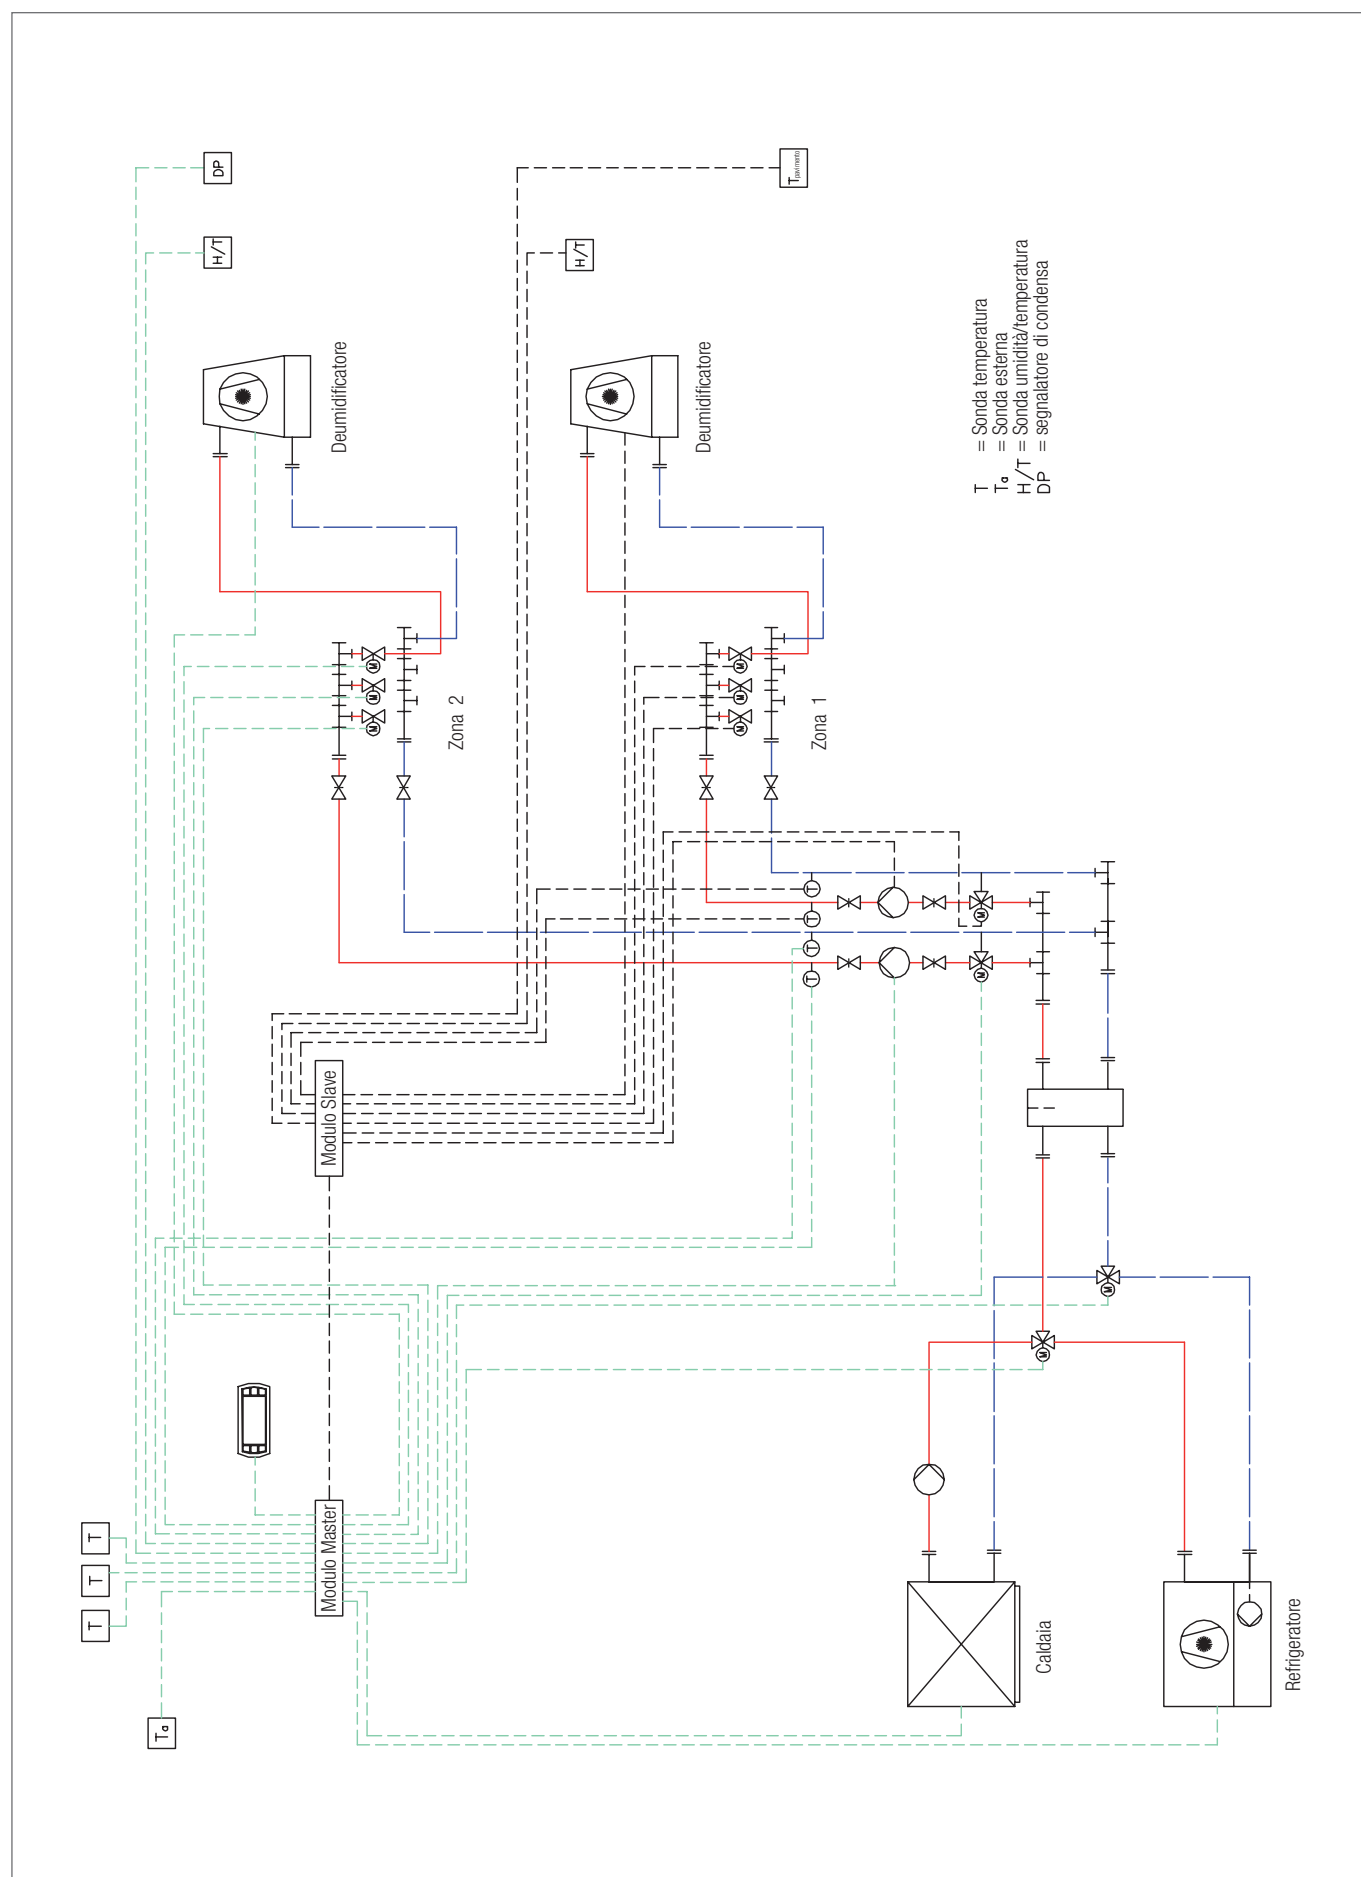 DP
T pavimento
H/T
H/T
Deumidificatore
Deumidificatore
T = Sonda temperatura
Ta = Sonda esterna
H/T = Sonda umidità/temperatura
DP = segnalatore di condensa
M
M
M
Zona 2
M
M
M
Zona 1
T
T
T
T
M
M
Modulo Slave
M
M
Modulo Master
T
T
T
Ta
Caldaia
Refrigeratore